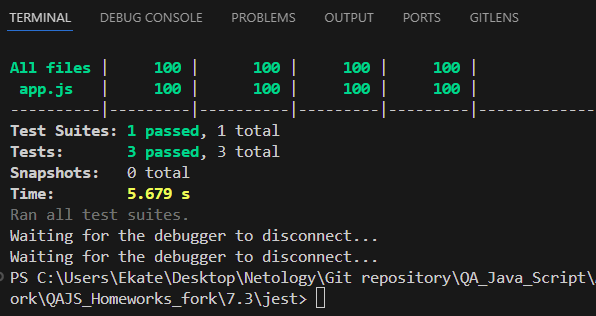 TERMINAL DEBUG CONSOLE PROBLEMS OUTPUT PORTS GITLENS
All files | 100 | 100 | 100 | 100 |
app.js | 100 | 100 | 100 | 100 |
----------|---------|----------|---------|---------|-------------
Test Suites: 1 passed, 1 total
Tests: 3 passed, 3 total
Snapshots: 0 total
Time: 5.679 s
Ran all test suites.
Waiting for the debugger to disconnect...
Waiting for the debugger to disconnect...
PS C:\Users\Ekate\Desktop\Netology\Git repository\QA_Java_Script\
ork\QAJS_Homeworks_fork\7.3\jest>